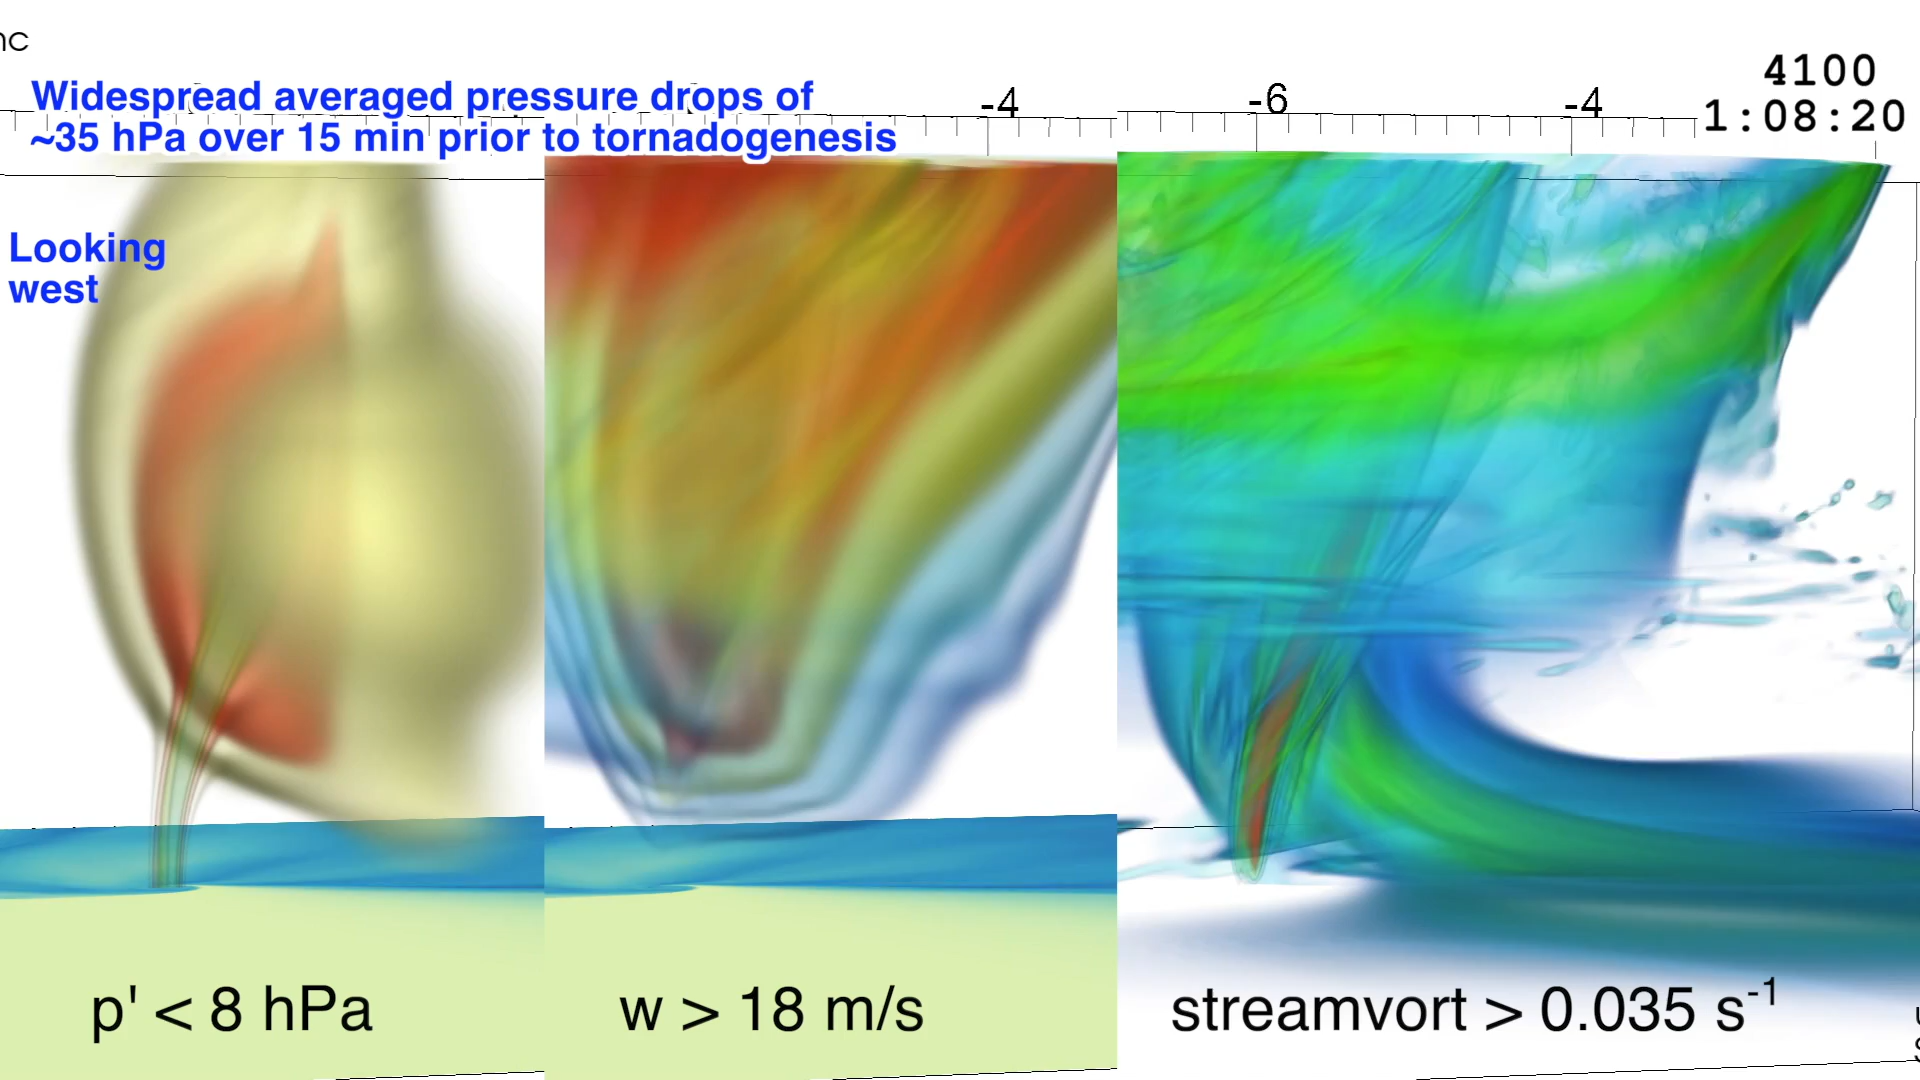 nc
Widespread averaged pressure drops of
~35 hPa over 15 min prior to tornadogenesis
-4
-6
-4
4100
1:08:20
Looking
west
p' < 8 hPa
w > 18 m/s
streamvort > 0.035 s⁻¹